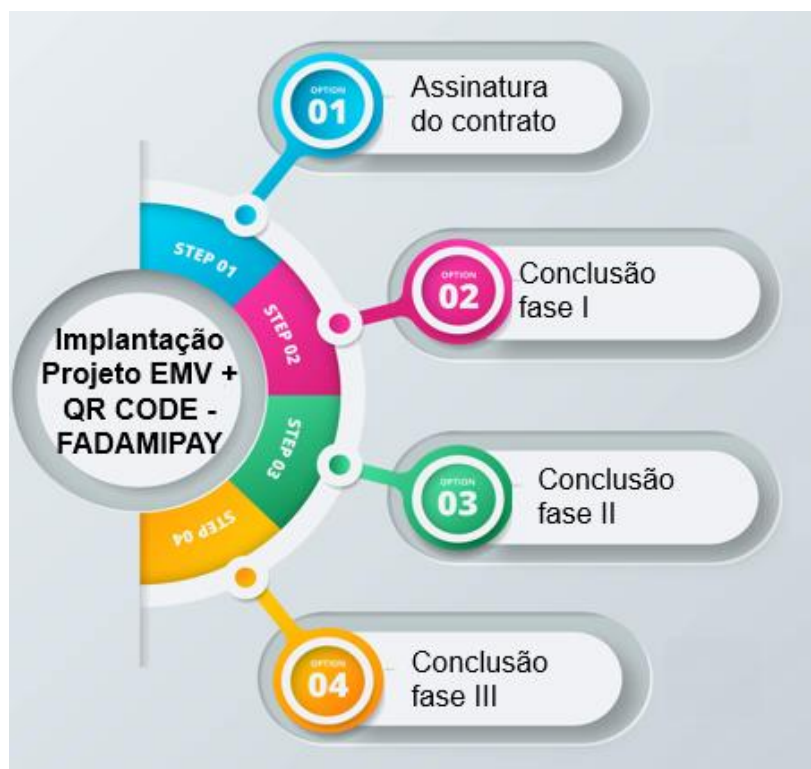 OPTION
01
Assinatura
do contrato
STEP 01
OPTION
02
Conclusão
fase I
STEP 02
Implantação
Projeto EMV +
QR CODE -
FADAMIPAY
STEP 03
OPTION
03
Conclusão
fase II
STEP 04
OPTION
04
Conclusão
fase III